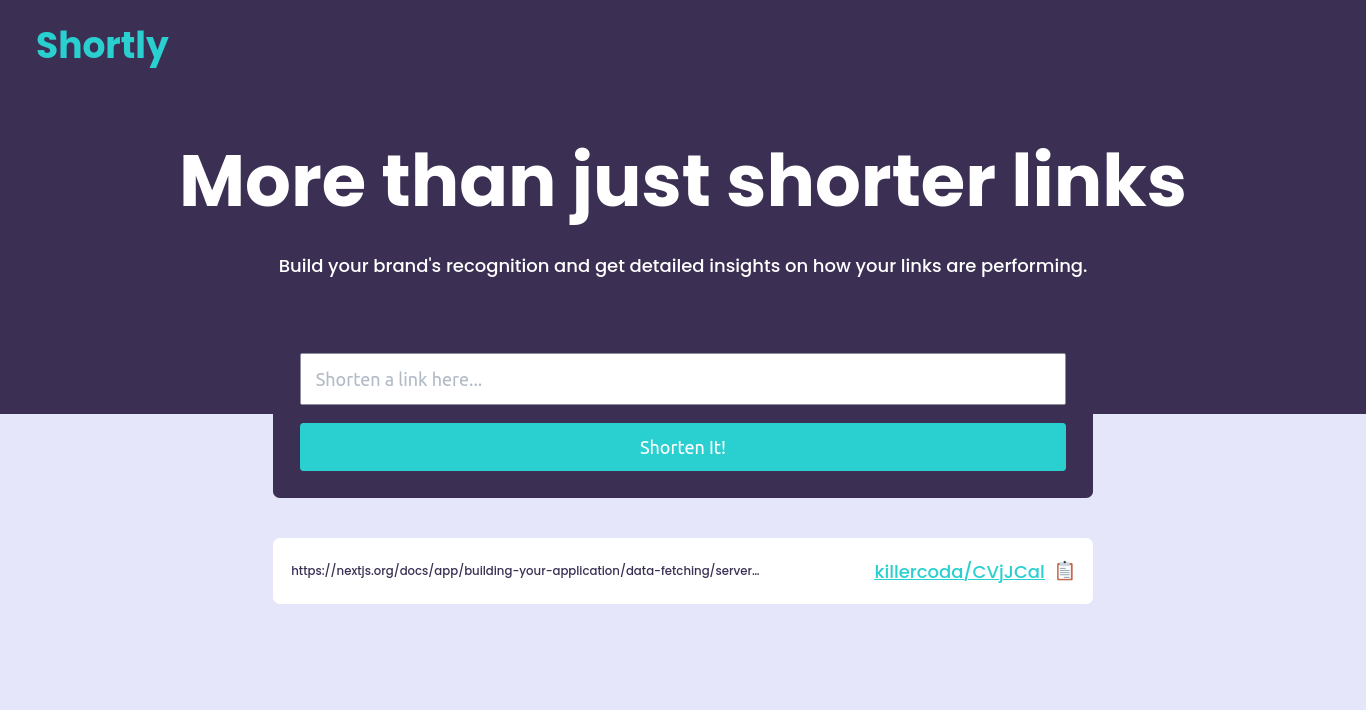 Shortly
More than just shorter links
Build your brand's recognition and get detailed insights on how your links are performing.
Shorten a link here...
Shorten It!
https://nextjs.org/docs/app/building-your-application/data-fetching/server...
killercoda/CVjJCal